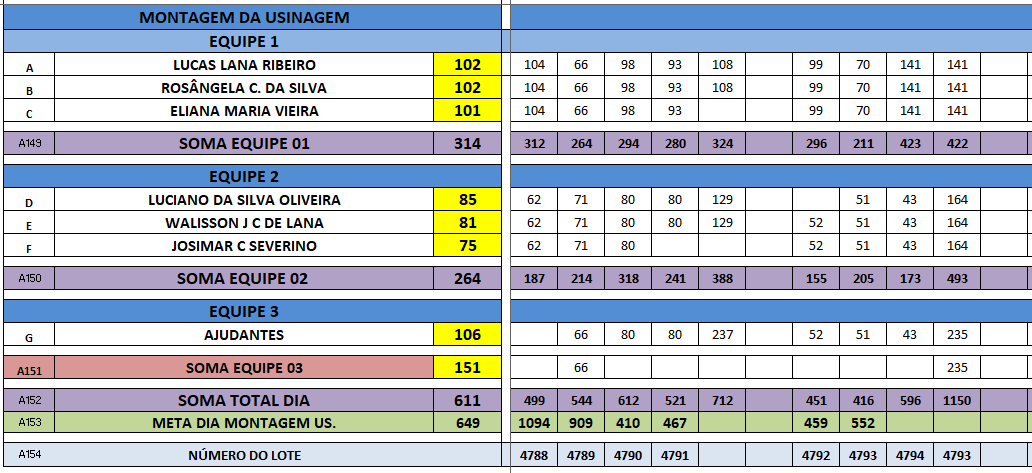 MONTAGEM DA USINAGEM
EQUIPE 1
A LUCAS LANA RIBEIRO 102 104 66 98 93 108 99 70 141 141
B ROSÂNGELA C. DA SILVA 102 104 66 98 93 108 99 70 141 141
C ELIANA MARIA VIEIRA 101 104 66 98 93 99 70 141 141
A149 SOMA EQUIPE 01 314 312 264 294 280 324 296 211 423 422
EQUIPE 2
D LUCIANO DA SILVA OLIVEIRA 85 62 71 80 80 129 51 43 164
E WALISSON J C DE LANA 81 62 71 80 80 129 52 51 43 164
F JOSIMAR C SEVERINO 75 62 71 80 52 51 43 164
A150 SOMA EQUIPE 02 264 187 214 318 241 388 155 205 173 493
EQUIPE 3
G AJUDANTES 106 66 80 80 237 52 51 43 235
A151 SOMA EQUIPE 03 151 66 235
A152 SOMA TOTAL DIA 611 499 544 612 521 712 451 416 596 1150
A153 META DIA MONTAGEM US. 649 1094 909 410 467 459 552
A154 NÚMERO DO LOTE 4788 4789 4790 4791 4792 4793 4794 4793